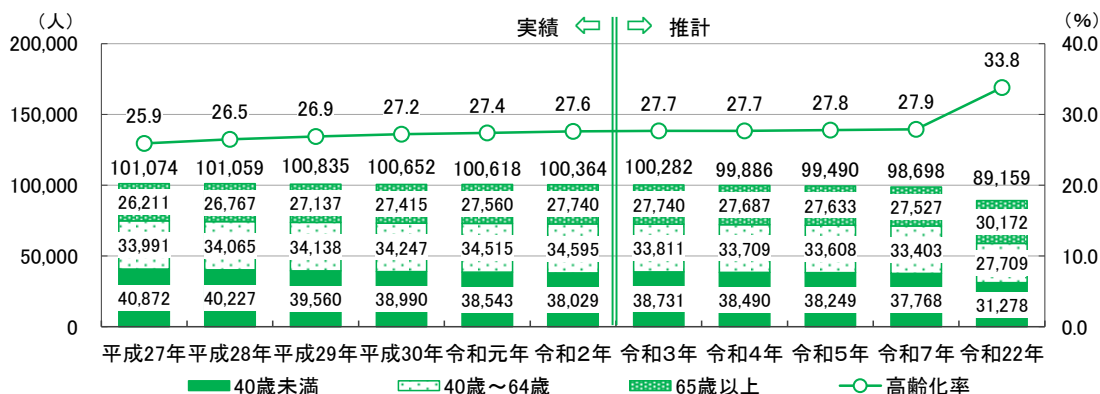 （人）
実績
推計
（%）
200,000
150,000
100,000
50,000
0
40.0
30.0
20.0
10.0
0.0
25.9 26.5 26.9 27.2 27.4 27.6 27.7 27.7 27.8 27.9 33.8
101,074 101,059 100,835 100,652 100,618 100,364 100,282 99,886 99,490 98,698 89,159
26,211 26,767 27,137 27,415 27,560 27,740 27,740 27,687 27,633 27,527 30,172
33,991 34,065 34,138 34,247 34,515 34,595 33,811 33,709 33,608 33,403 27,709
40,872 40,227 39,560 38,990 38,543 38,029 38,731 38,490 38,249 37,768 31,278
平成27年 平成28年 平成29年 平成30年 令和元年 令和２年 令和３年 令和４年 令和５年 令和７年 令和22年
40歳未満 40歳～64歳 65歳以上 高齢化率